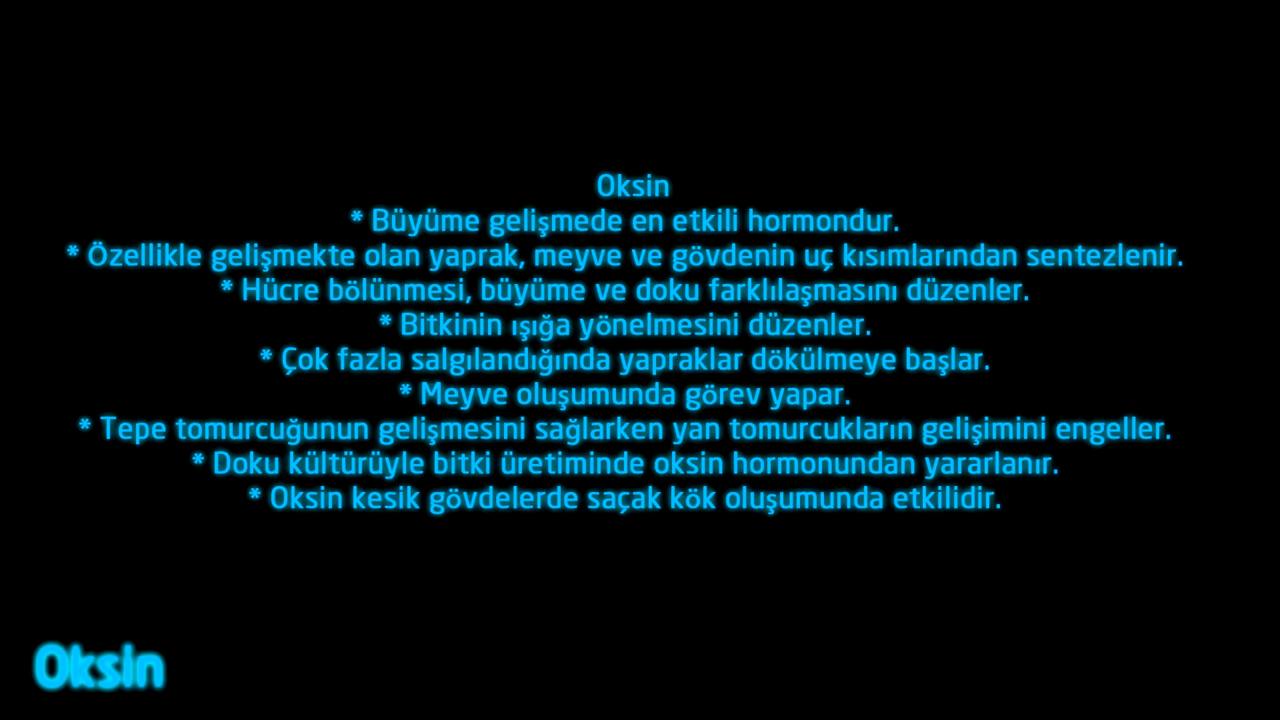 Oksin
* Büyüme gelişmede en etkili hormondur.
* Özellikle gelişmekte olan yaprak, meyve ve gövdenin uç kısımlarından sentezlenir.
* Hücre bölünmesi, büyüme ve doku farklılaşmasını düzenler.
* Bitkinin ışığa yönelmesini düzenler.
* Çok fazla salgılandığında yapraklar dökülmeye başlar.
* Meyve oluşumunda görev yapar.
* Tepe tomurcuğunun gelişmesini sağlarken yan tomurcukların gelişimini engeller.
* Doku kültürüyle bitki üretiminde oksin hormonundan yararlanır.
* Oksin kesik gövdelerde saçak kök oluşumunda etkilidir.
Oksin